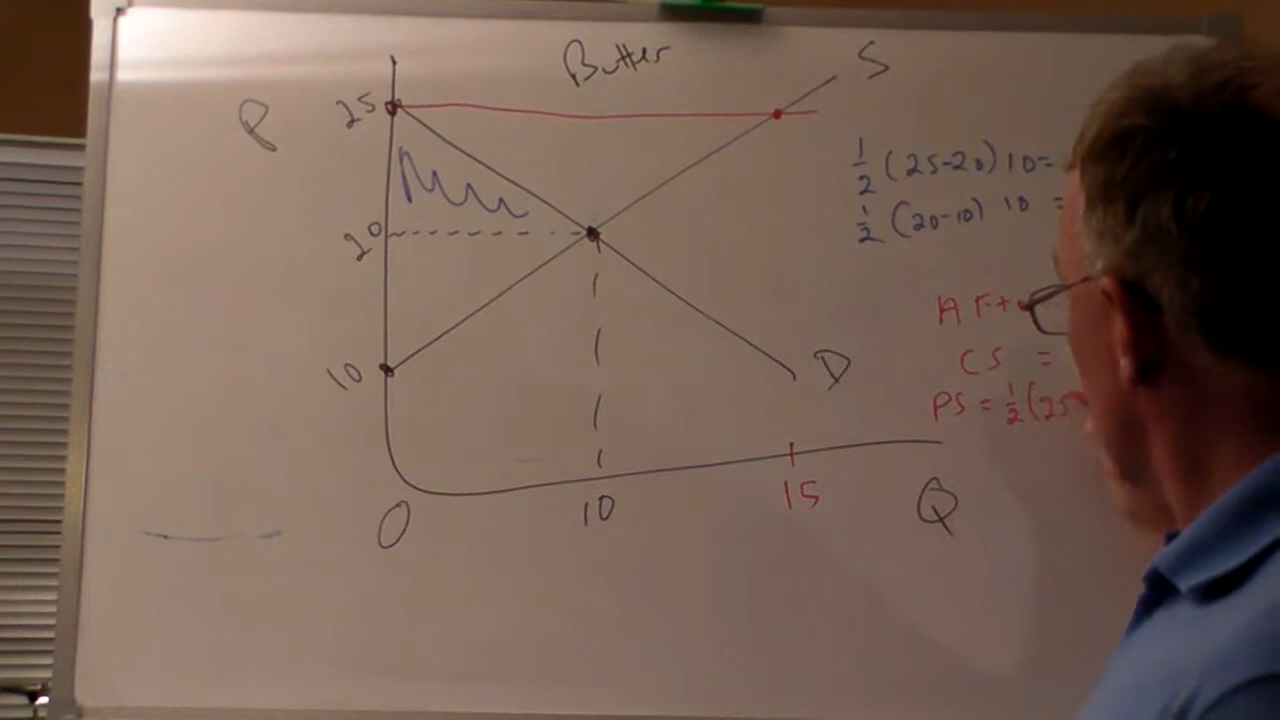 Butter
S
P
25
1/2 (25-20) 10=
1/2 (20-10) 10 =
20
CS =
10
D
PS = 1/2 (25
15
O
10
Q